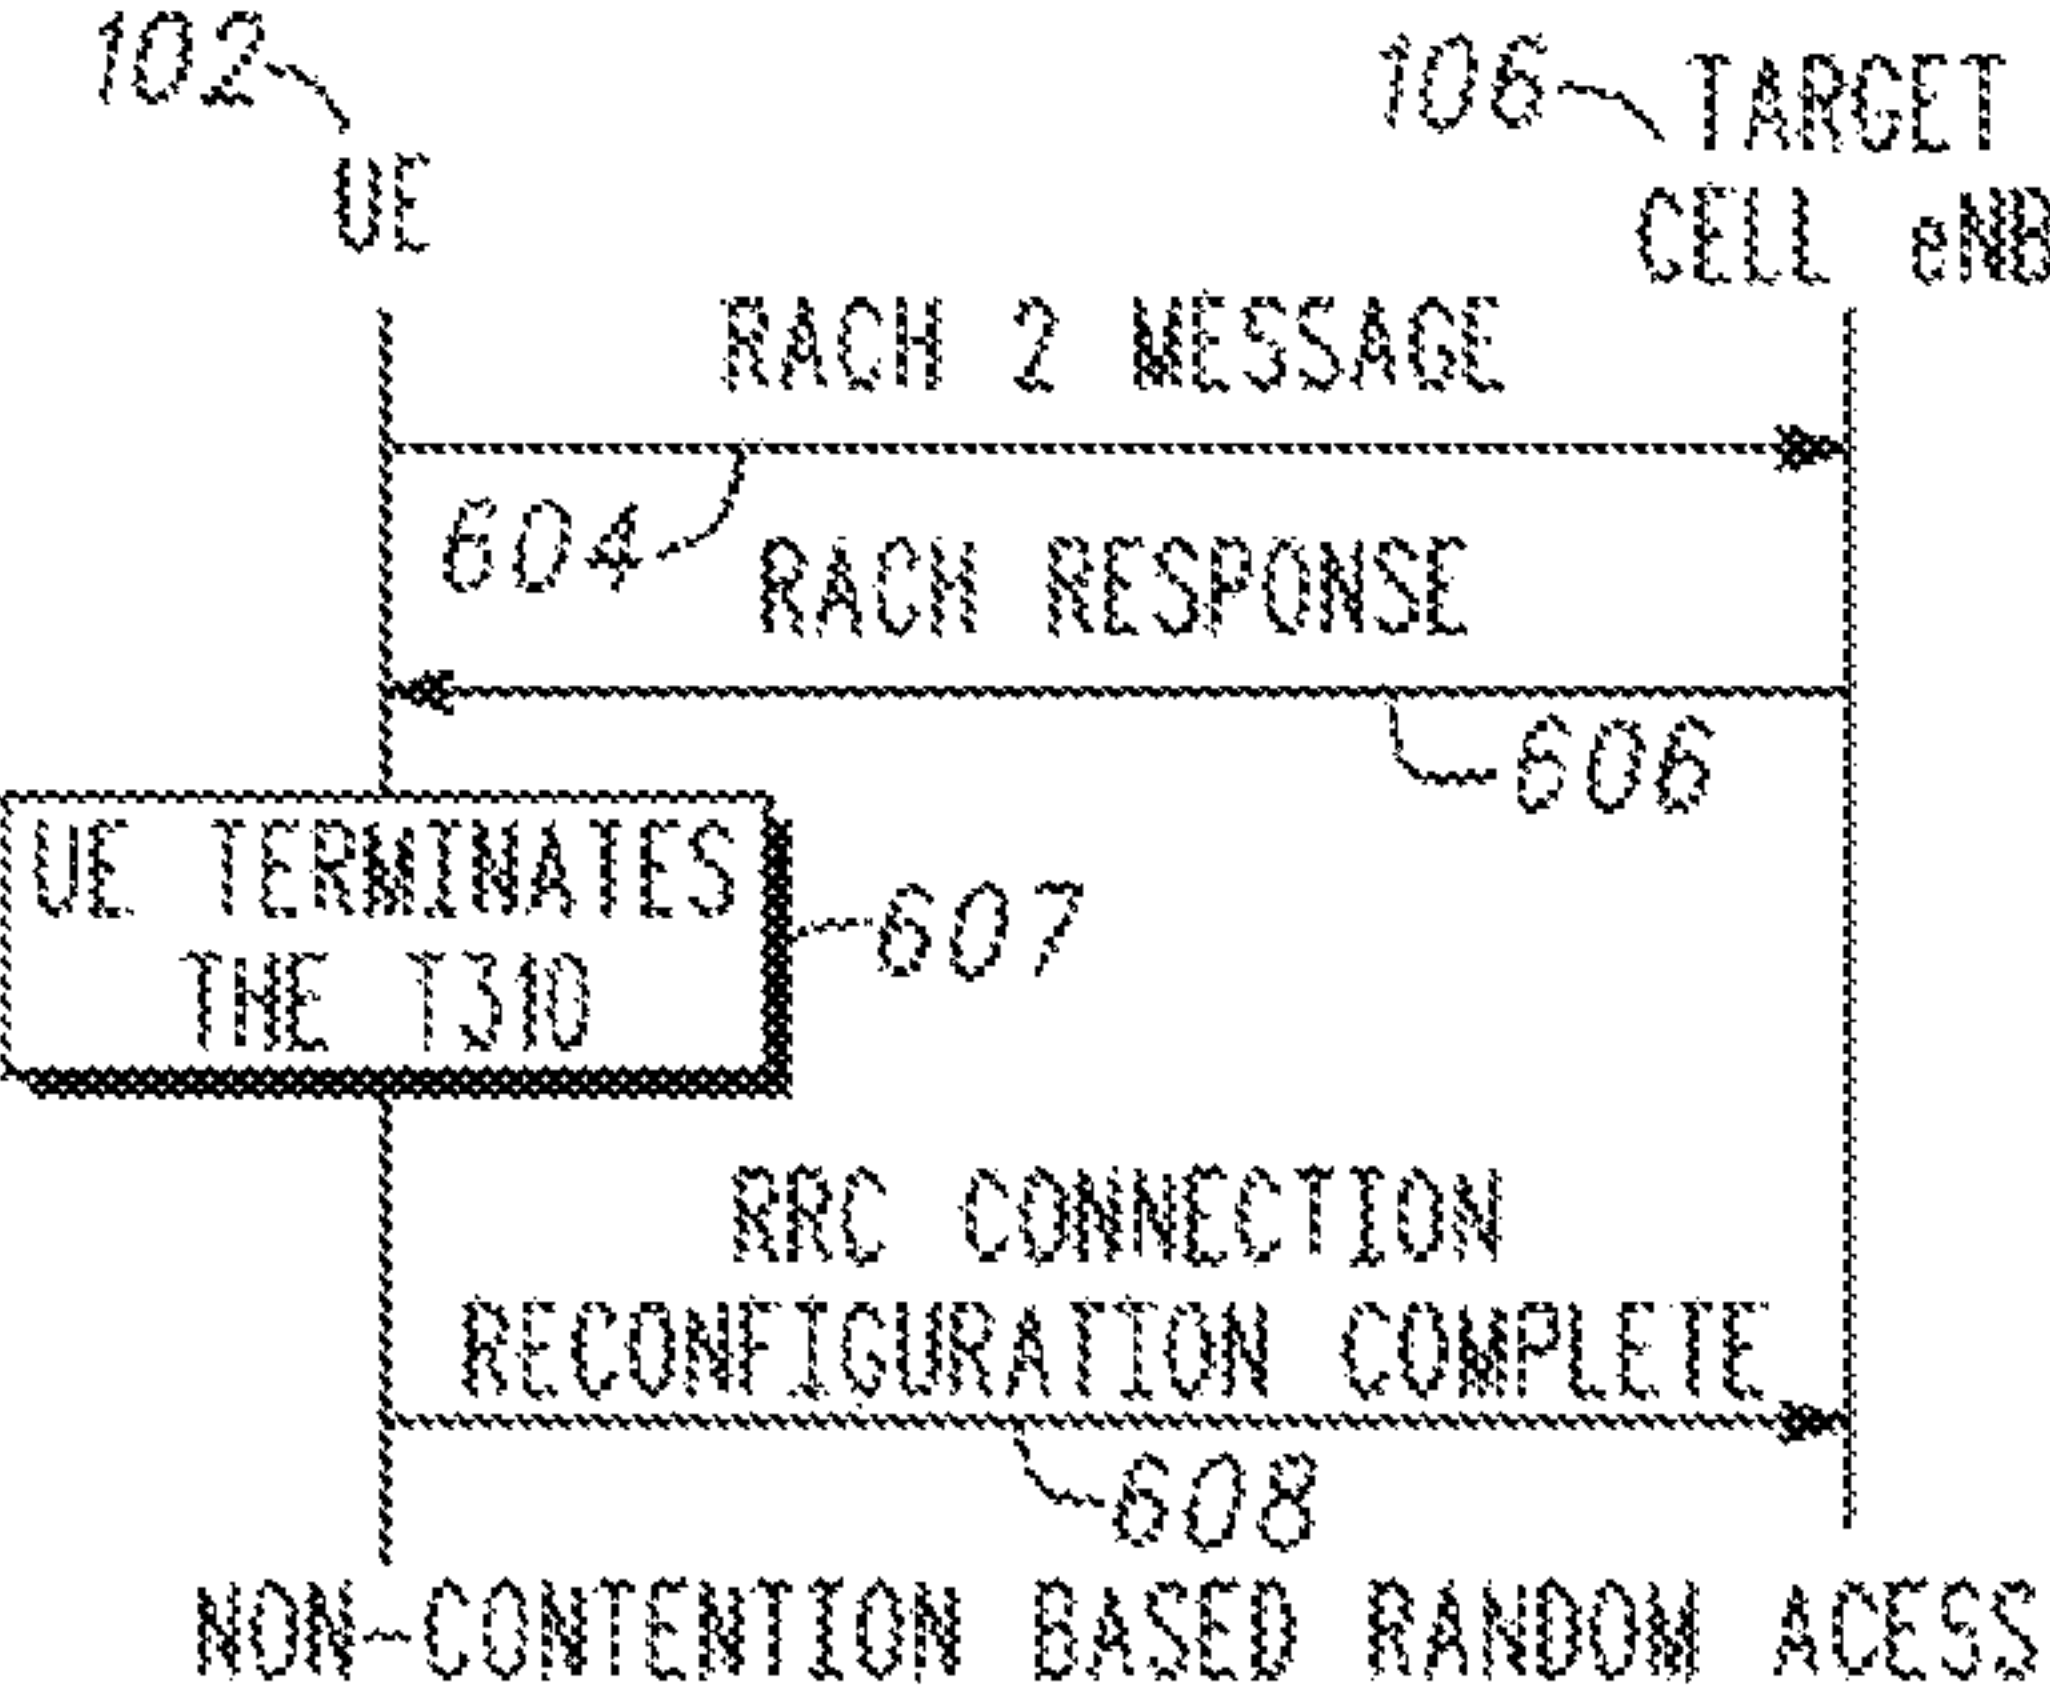 102
106 TARGET
UE
CELL eNB
RACH 2 MESSAGE
604
RACH RESPONSE
606
UE TERMINATES
THE T310
607
RRC CONNECTION
RECONFIGURATION COMPLETE
608
NON-CONTENTION BASED RANDOM ACESS